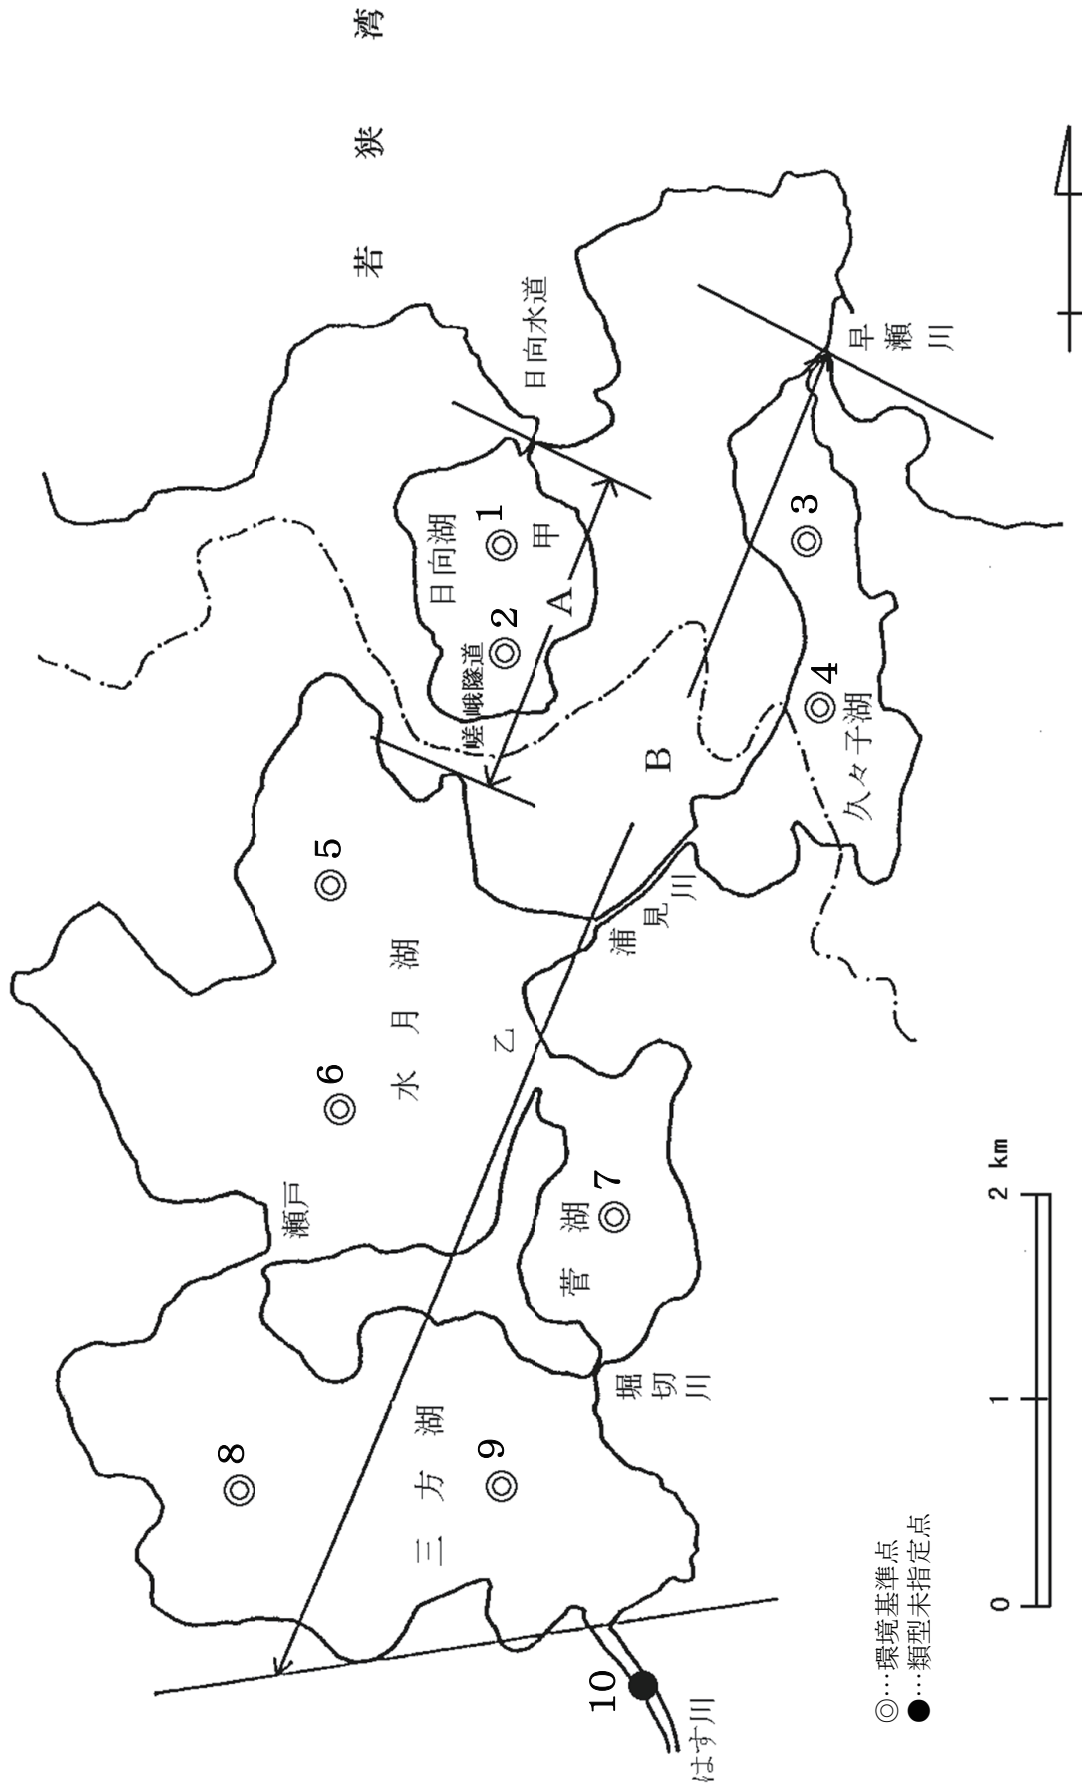 若狭湾
日向水道
早瀬川
日向湖
1
甲
2
A
嵯峨隧道
3
4
久々子湖
B
5
浦見川
水月湖
乙
6
瀬戸
菅湖
7
堀切川
三方湖
8
9
10
はす川
0 1 2 km
◎…環境基準点
●…類型未指定点